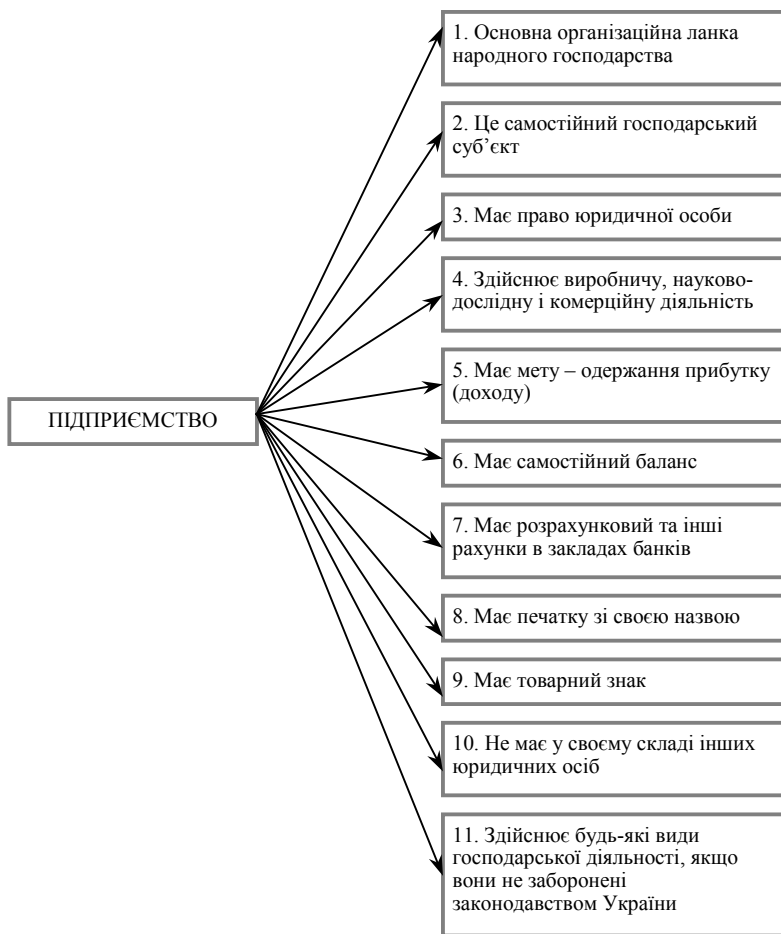 1. Основна організаційна ланка
народного господарства
2. Це самостійний господарський
суб’єкт
3. Має право юридичної особи
4. Здійснює виробничу, науково-
дослідну і комерційну діяльність
5. Має мету – одержання прибутку
(доходу)
ПІДПРИЄМСТВО
6. Має самостійний баланс
7. Має розрахунковий та інші
рахунки в закладах банків
8. Має печатку зі своєю назвою
9. Має товарний знак
10. Не має у своєму складі інших
юридичних осіб
11. Здійснює будь-які види
господарської діяльності, якщо
вони не заборонені
законодавством України